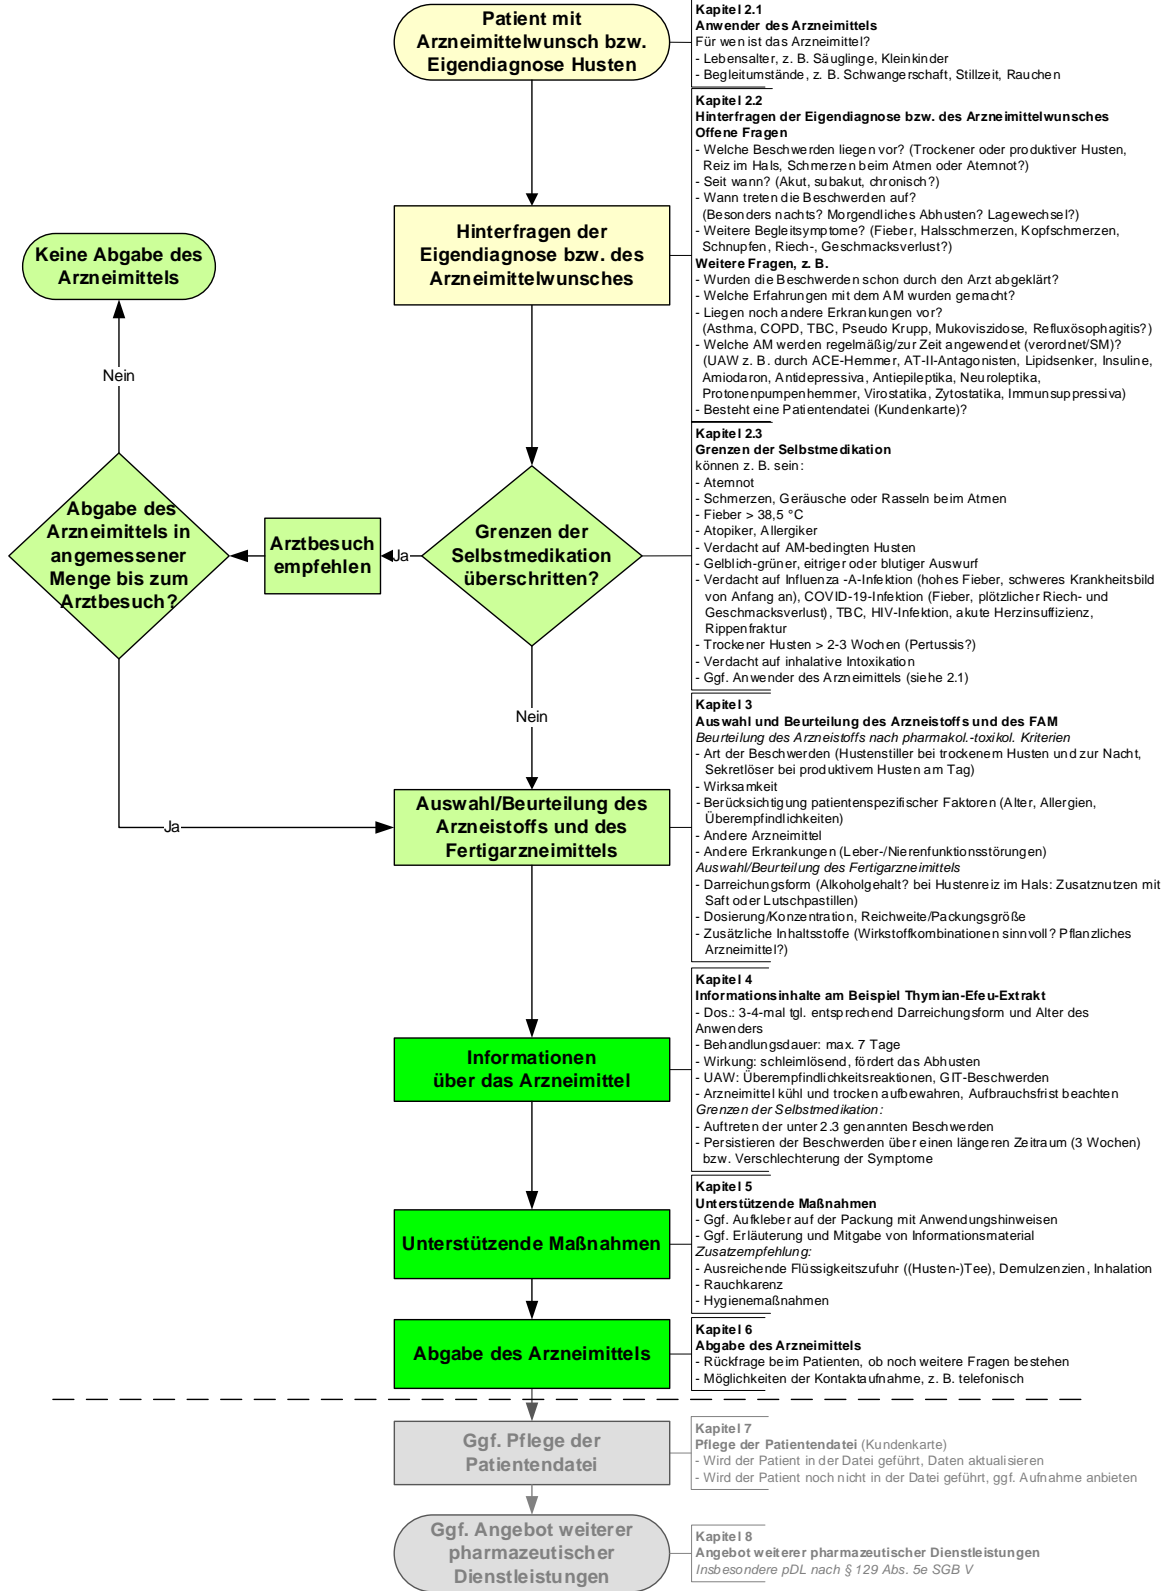 Patient mit
Arzneimittelwunsch bzw.
Eigendiagnose Husten
Kapitel 2.1
Anwender des Arzneimittels
Für wen ist das Arzneimittel?
- Lebensalter, z. B. Säuglinge, Kleinkinder
- Begleitumstände, z. B. Schwangerschaft, Stillzeit, Rauchen
Hinterfragen der
Eigendiagnose bzw. des
Arzneimittelwunsches
Kapitel 2.2
Hinterfragen der Eigendiagnose bzw. des Arzneimittelwunsches
Offene Fragen
- Welche Beschwerden liegen vor? (Trockener oder produktiver Husten,
Reiz im Hals, Schmerzen beim Atmen oder Atemnot?)
- Seit wann? (Akut, subakut, chronisch?)
- Wann treten die Beschwerden auf?
(Besonders nachts? Morgendliches Abhusten? Lagewechsel?)
- Weitere Begleitsymptome? (Fieber, Halsschmerzen, Kopfschmerzen,
Schnupfen, Riech-, Geschmacksverlust?)
Weitere Fragen, z. B.
- Wurden die Beschwerden schon durch den Arzt abgeklärt?
- Welche Erfahrungen mit dem AM wurden gemacht?
- Liegen noch andere Erkrankungen vor?
(Asthma, COPD, TBC, Pseudo Krupp, Mukoviszidose, Refluxösophagitis?)
- Welche AM werden regelmäßig/zur Zeit angewendet (verordnet/SM)?
(UAW z. B. durch ACE-Hemmer, AT-II-Antagonisten, Lipidsenker, Insuline,
Amiodaron, Antidepressiva, Antiepileptika, Neuroleptika,
Protonenpumpenhemmer, Virostatika, Zytostatika, Immunsuppressiva)
- Besteht eine Patientendatei (Kundenkarte)?
Keine Abgabe des
Arzneimittels
Nein
Abgabe des
Arzneimittels in
angemessener
Menge bis zum
Arztbesuch?
Arztbesuch
empfehlen
Ja
Grenzen der
Selbstmedikation
überschritten?
Kapitel 2.3
Grenzen der Selbstmedikation
können z. B. sein:
- Atemnot
- Schmerzen, Geräusche oder Rasseln beim Atmen
- Fieber > 38,5 °C
- Atopiker, Allergiker
- Verdacht auf AM-bedingten Husten
- Gelblich-grüner, eitriger oder blutiger Auswurf
- Verdacht auf Influenza -A-Infektion (hohes Fieber, schweres Krankheitsbild
von Anfang an), COVID-19-Infektion (Fieber, plötzlicher Riech- und
Geschmacksverlust), TBC, HIV-Infektion, akute Herzinsuffizienz,
Rippenfraktur
- Trockener Husten > 2-3 Wochen (Pertussis?)
- Verdacht auf inhalative Intoxikation
- Ggf. Anwender des Arzneimittels (siehe 2.1)
Nein
Ja
Auswahl/Beurteilung des
Arzneistoffs und des
Fertigarzneimittels
Kapitel 3
Auswahl und Beurteilung des Arzneistoffs und des FAM
Beurteilung des Arzneistoffs nach pharmakol.-toxikol. Kriterien
- Art der Beschwerden (Hustenstiller bei trockenem Husten und zur Nacht,
Sekretlöser bei produktivem Husten am Tag)
- Wirksamkeit
- Berücksichtigung patientenspezifischer Faktoren (Alter, Allergien,
Überempfindlichkeiten)
- Andere Arzneimittel
- Andere Erkrankungen (Leber-/Nierenfunktionsstörungen)
Auswahl/Beurteilung des Fertigarzneimittels
- Darreichungsform (Alkoholgehalt? bei Hustenreiz im Hals: Zusatznutzen mit
Saft oder Lutschpastillen)
- Dosierung/Konzentration, Reichweite/Packungsgröße
- Zusätzliche Inhaltsstoffe (Wirkstoffkombinationen sinnvoll? Pflanzliches
Arzneimittel?)
Informationen
über das Arzneimittel
Kapitel 4
Informationsinhalte am Beispiel Thymian-Efeu-Extrakt
- Dos.: 3-4-mal tgl. entsprechend Darreichungsform und Alter des
Anwenders
- Behandlungsdauer: max. 7 Tage
- Wirkung: schleimlösend, fördert das Abhusten
- UAW: Überempfindlichkeitsreaktionen, GIT-Beschwerden
- Arzneimittel kühl und trocken aufbewahren, Aufbrauchsfrist beachten
Grenzen der Selbstmedikation:
- Auftreten der unter 2.3 genannten Beschwerden
- Persistieren der Beschwerden über einen längeren Zeitraum (3 Wochen)
bzw. Verschlechterung der Symptome
Unterstützende Maßnahmen
Kapitel 5
Unterstützende Maßnahmen
- Ggf. Aufkleber auf der Packung mit Anwendungshinweisen
- Ggf. Erläuterung und Mitgabe von Informationsmaterial
Zusatzempfehlung:
- Ausreichende Flüssigkeitszufuhr ((Husten-)Tee), Demulzenzien, Inhalation
- Rauchkarenz
- Hygienemaßnahmen
Abgabe des Arzneimittels
Kapitel 6
Abgabe des Arzneimittels
- Rückfrage beim Patienten, ob noch weitere Fragen bestehen
- Möglichkeiten der Kontaktaufnahme, z. B. telefonisch
Ggf. Pflege der
Patientendatei
Kapitel 7
Pflege der Patientendatei (Kundenkarte)
- Wird der Patient in der Datei geführt, Daten aktualisieren
- Wird der Patient noch nicht in der Datei geführt, ggf. Aufnahme anbieten
Ggf. Angebot weiterer
pharmazeutischer
Dienstleistungen
Kapitel 8
Angebot weiterer pharmazeutischer Dienstleistungen
Insbesondere pDL nach § 129 Abs. 5e SGB V